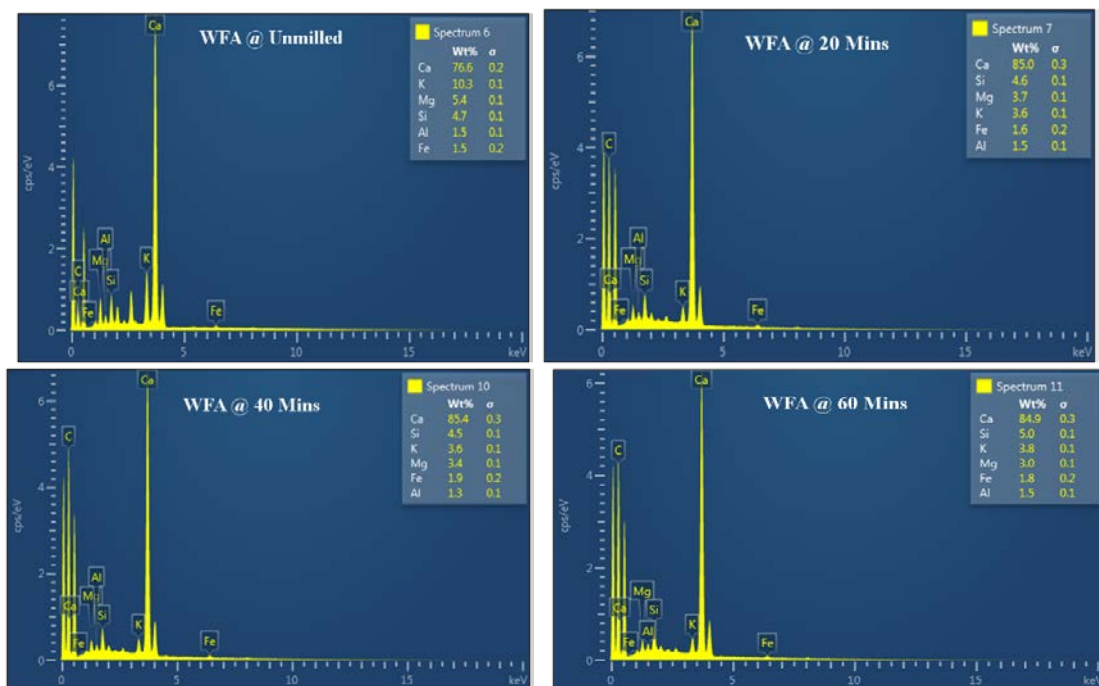 WFA @ Unmilled
Spectrum 6
Wt% σ
Ca 76.6 0.2
K 10.3 0.1
Mg 5.4 0.1
Si 4.7 0.1
Al 1.5 0.1
Fe 1.5 0.2
cps/eV
6
4
2
0
Ca
C
Ca
Fe
Mg
Al
Si
K
Fe
0 5 10 15 keV
WFA @ 20 Mins
Spectrum 7
Wt% σ
Ca 85.0 0.3
Si 4.6 0.1
Mg 3.7 0.1
K 3.6 0.1
Fe 1.6 0.2
Al 1.5 0.1
cps/eV
6
4
2
0
Ca
C
Ca
Fe
Mg
Al
Si
K
Fe
0 5 10 15 keV
WFA @ 40 Mins
Spectrum 10
Wt% σ
Ca 85.4 0.3
Si 4.5 0.1
K 3.6 0.1
Mg 3.4 0.1
Fe 1.9 0.2
Al 1.3 0.1
cps/eV
6
4
2
0
Ca
C
Ca
Fe
Mg
Al
Si
K
Fe
0 5 10 15 keV
WFA @ 60 Mins
Spectrum 11
Wt% σ
Ca 84.9 0.3
Si 5.0 0.1
K 3.8 0.1
Mg 3.0 0.1
Fe 1.8 0.2
Al 1.5 0.1
cps/eV
6
4
2
0
Ca
C
Ca
Fe
Mg
Al
Si
K
Fe
0 5 10 15 keV